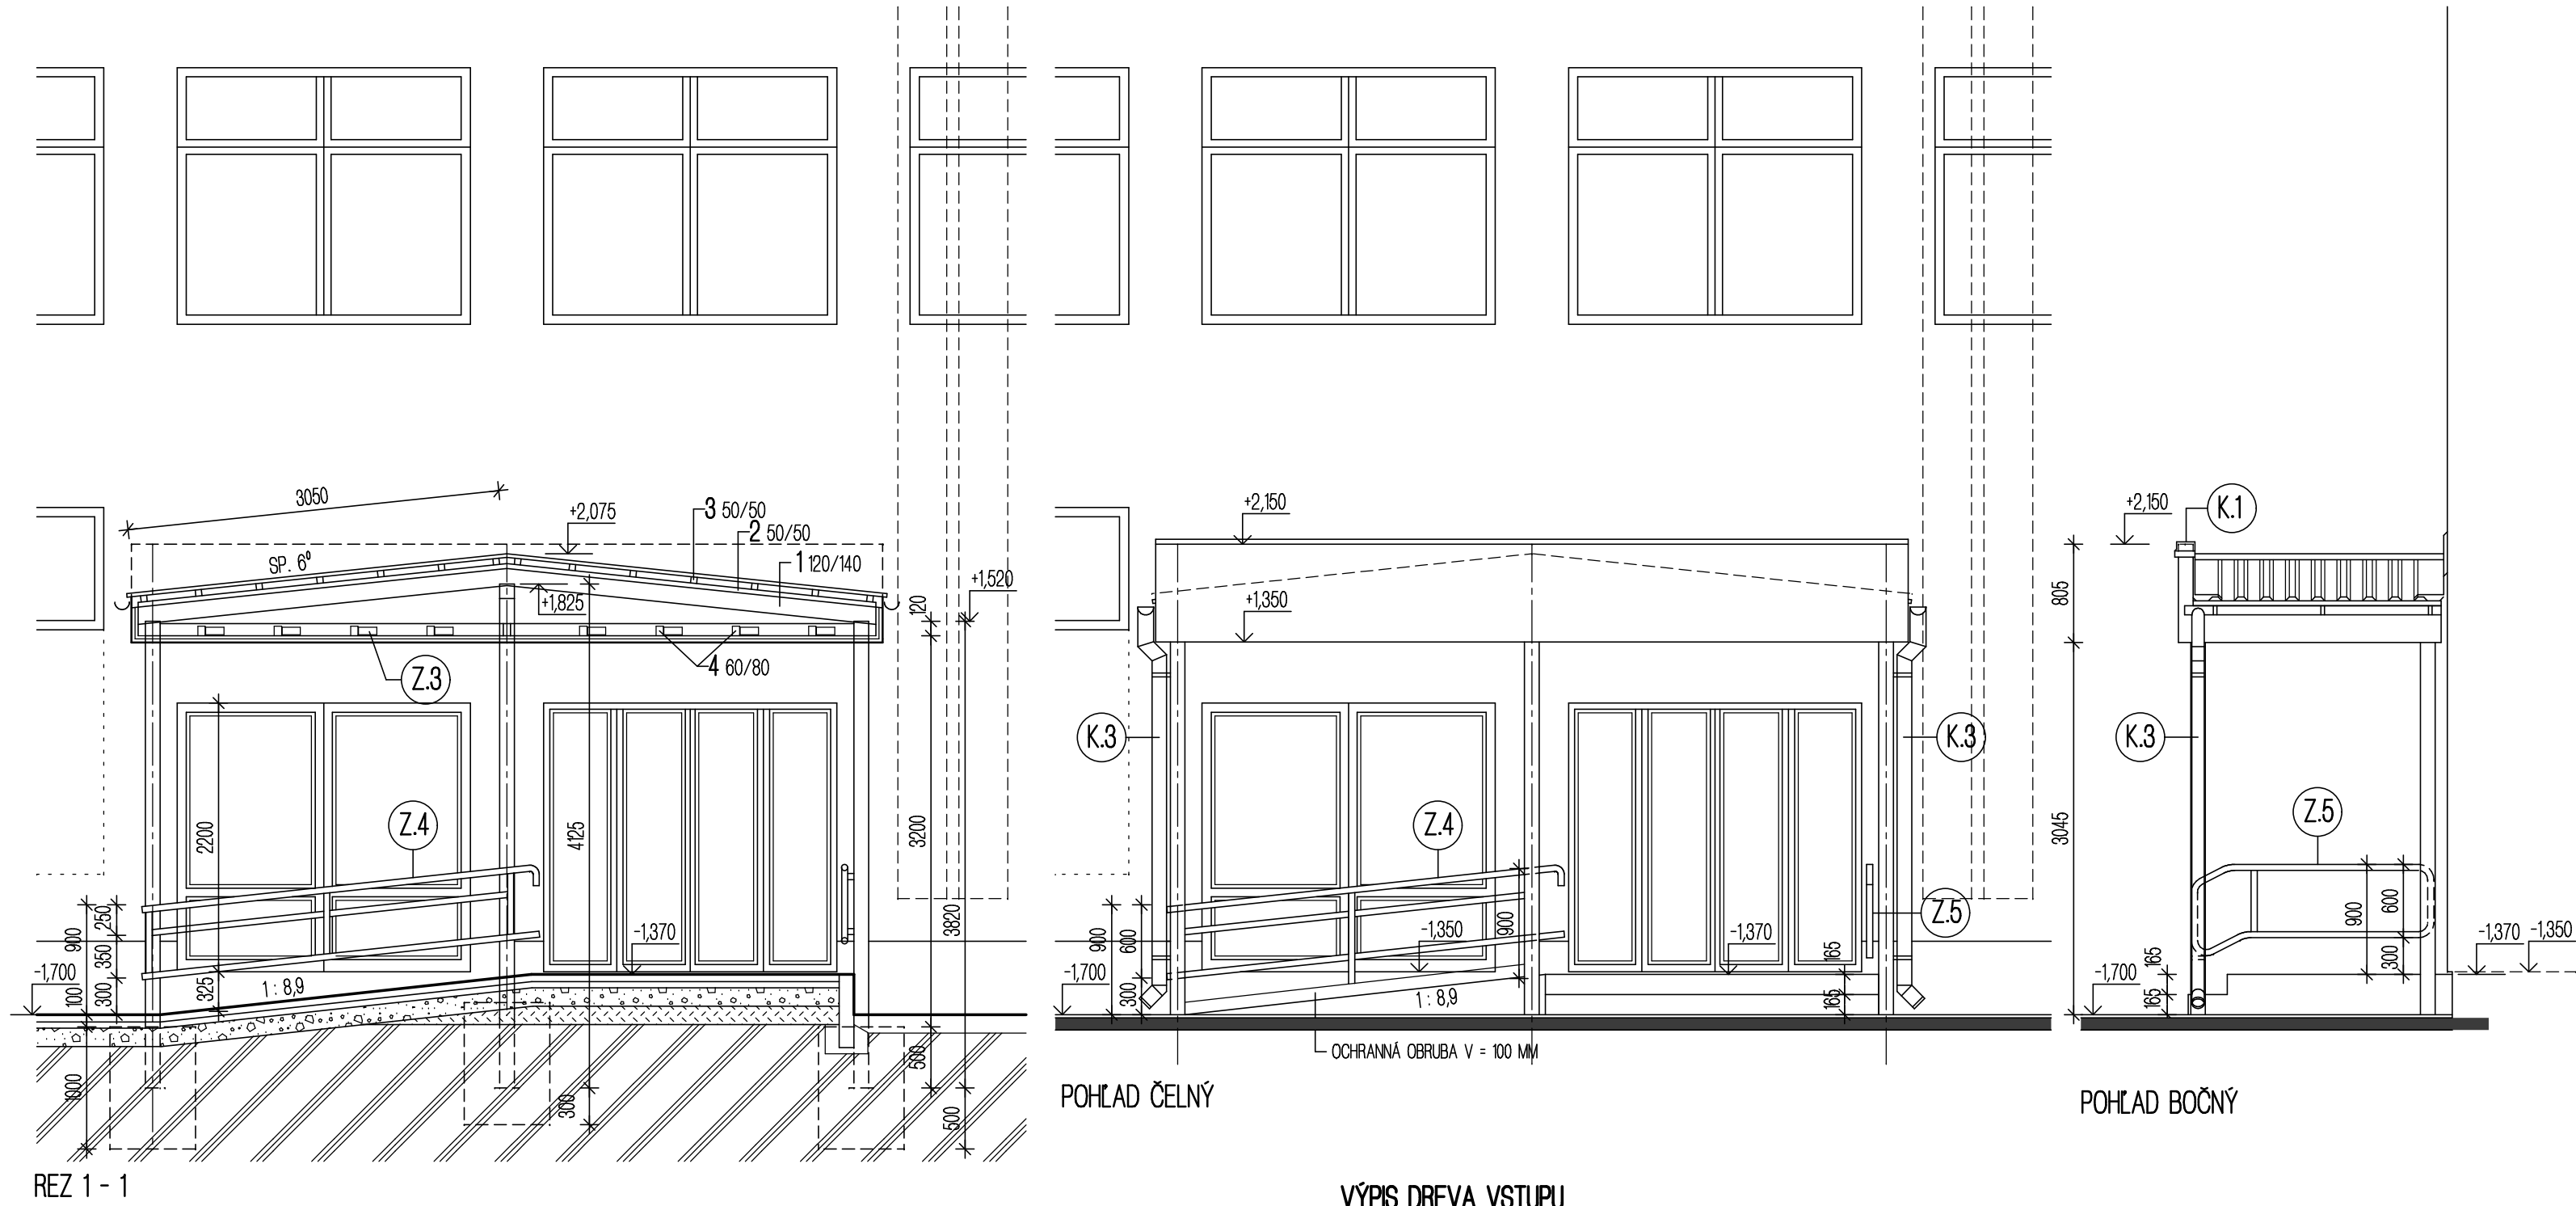 3050
SP. 6°
+2,075
3 50/50
2 50/50
1 120/140
+1,825
+1,520
120
4 60/80
Z.3
2200
Z.4
4125
3200
3820
900
250
350
300
100
325
-1,700
1 : 8,9
-1,370
1000
300
500
500
REZ 1 - 1
+2,150
+1,350
K.3
K.3
Z.4
Z.5
900
600
300
-1,700
900
-1,350
-1,370
165
165
1 : 8,9
OCHRANNÁ OBRUBA V = 100 MM
POHĽAD ČELNÝ
+2,150
K.1
805
3045
K.3
Z.5
900
600
300
165
165
-1,700
-1,370
-1,350
POHĽAD BOČNÝ
VÝPIS DREVA VSTUPU